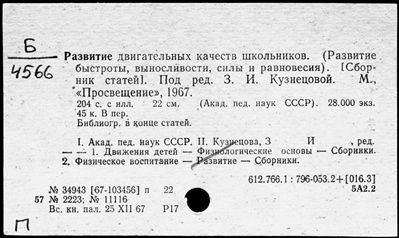 Б
4566
Развитие двигательных качеств школьников. (Развитие
быстроты, выносливости, силы и равновесия). [Сбор-
ник статей]. Под ред. З. И. Кузнецовой. М.,
«Просвещение», 1967.
204 с. с илл. 22 см. (Акад. пед. наук СССР). 28.000 экз.
45 к. В пер.
Библиогр. в конце статей.
I. Акад. пед. наук СССР. II. Кузнецова, З И , ред.
— — 1. Движения детей — Физиологические основы — Сборники.
2. Физическое воспитание — Развитие — Сборники.
612.766.1 : 796-053.2+[016.3]
№ 34943 [67-103456] п 22 5А2.2
57 № 2223; № 11116
Вс. кн. пал. 25 XII 67 Р17
П